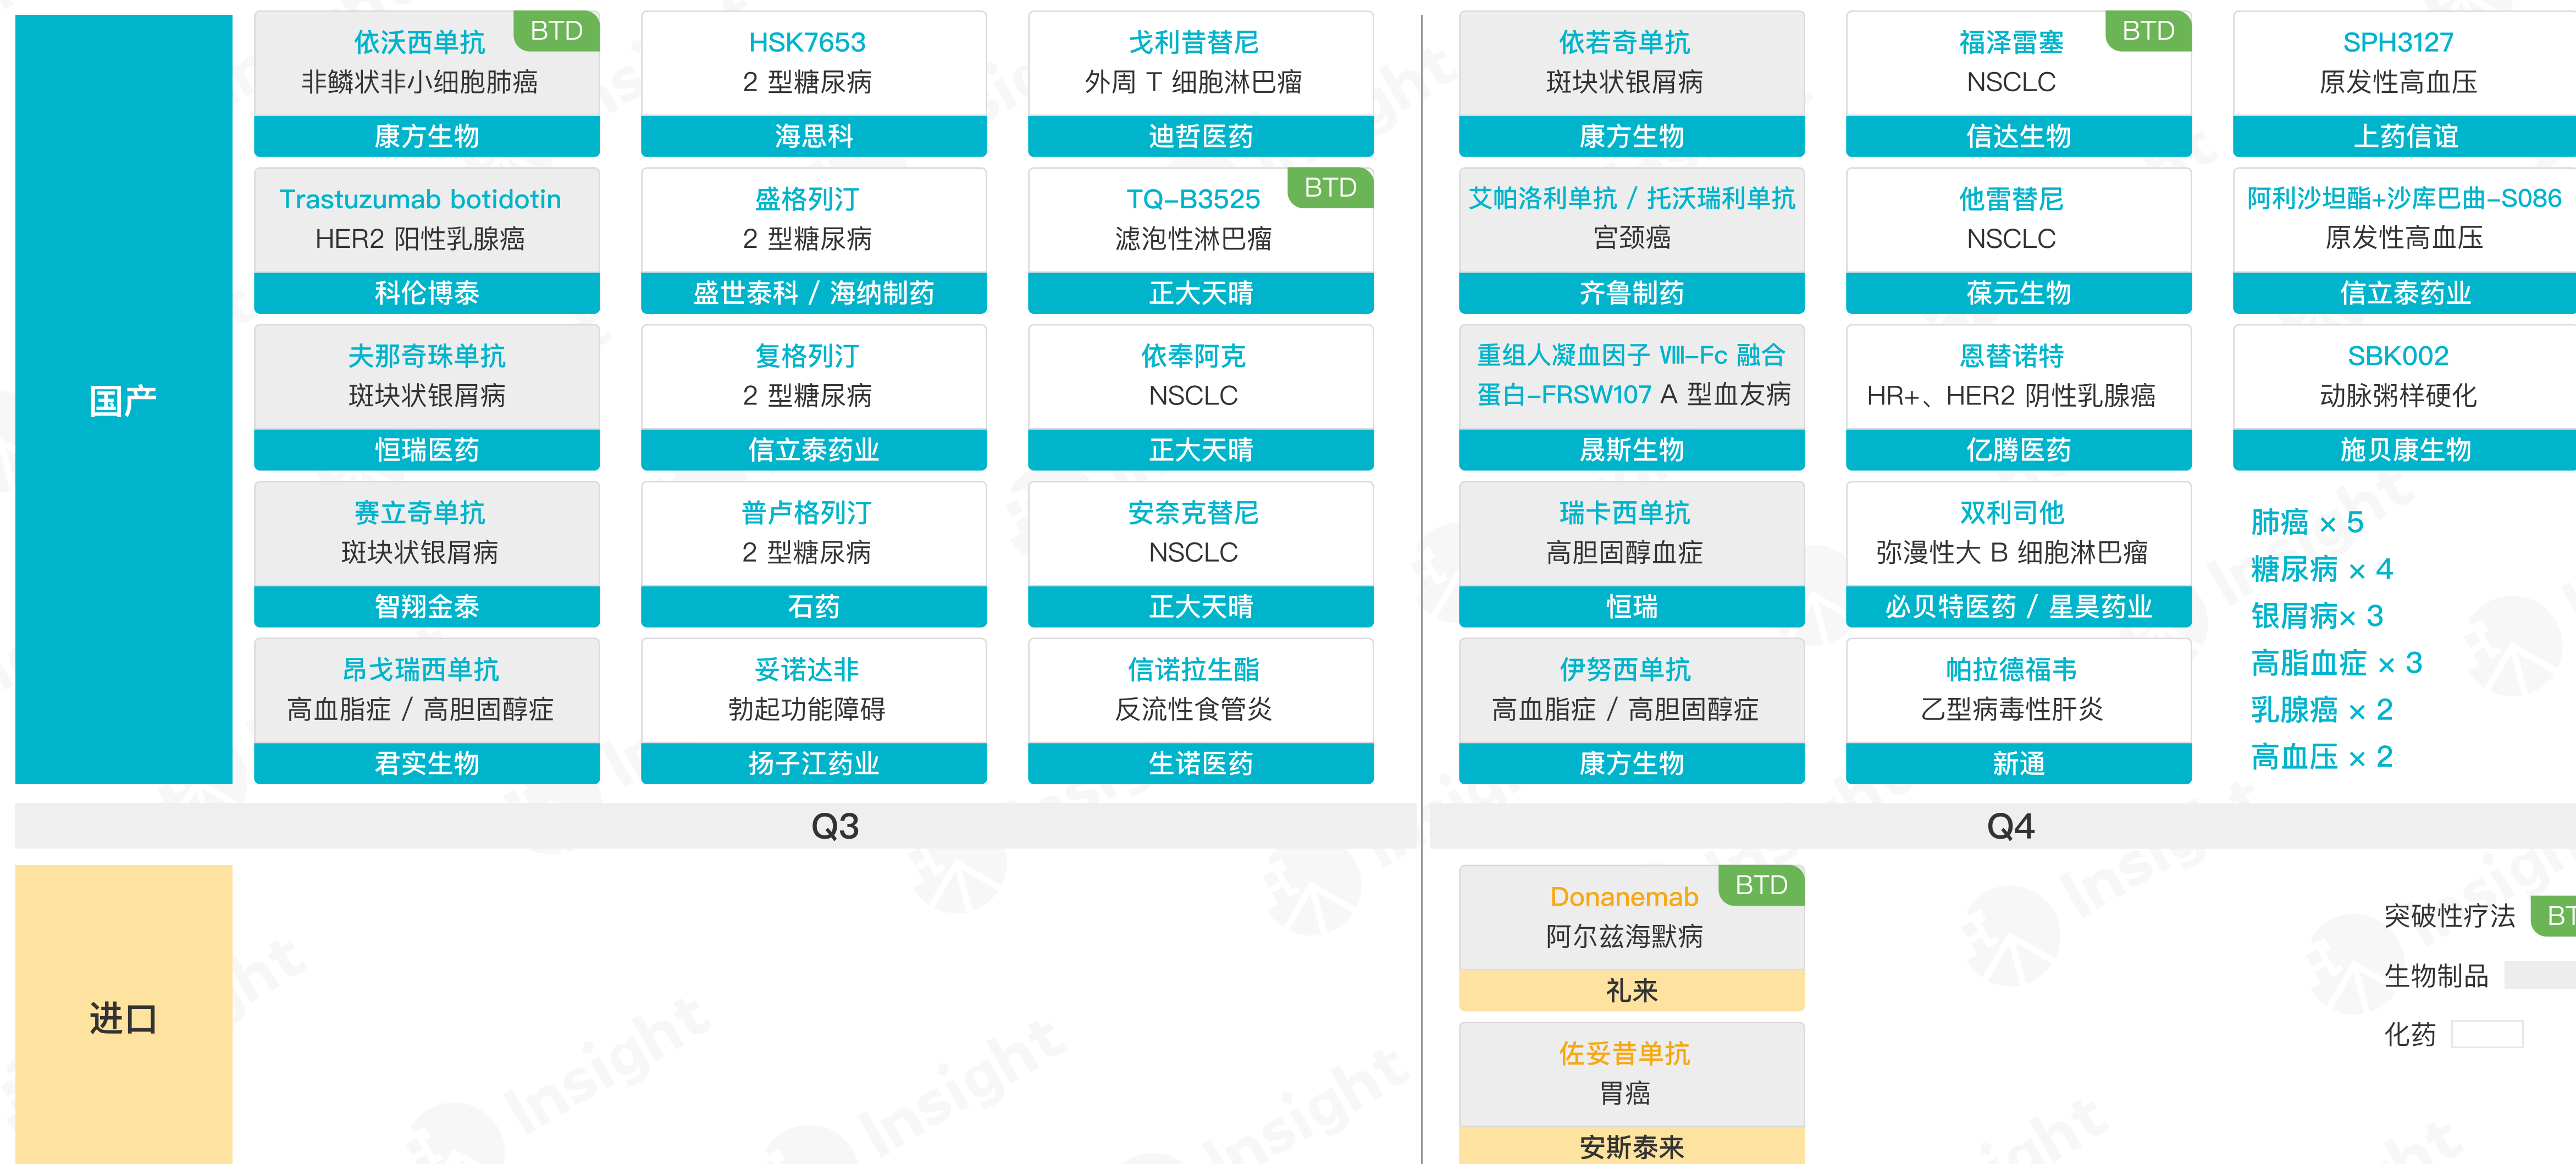 国产
依沃西单抗
BTD
非鳞状非小细胞肺癌
康方生物
HSK7653
2 型糖尿病
海思科
戈利昔替尼
外周 T 细胞淋巴瘤
迪哲医药
Trastuzumab botidotin
HER2 阳性乳腺癌
科伦博泰
盛格列汀
2 型糖尿病
盛世泰科 / 海纳制药
TQ-B3525
BTD
滤泡性淋巴瘤
正大天晴
夫那奇珠单抗
斑块状银屑病
恒瑞医药
复格列汀
2 型糖尿病
信立泰药业
依奉阿克
NSCLC
正大天晴
赛立奇单抗
斑块状银屑病
智翔金泰
普卢格列汀
2 型糖尿病
石药
安奈克替尼
NSCLC
正大天晴
昂戈瑞西单抗
高血脂症 / 高胆固醇症
君实生物
妥诺达非
勃起功能障碍
扬子江药业
信诺拉生酯
反流性食管炎
生诺医药
Q3
依若奇单抗
斑块状银屑病
康方生物
福泽雷塞
BTD
NSCLC
信达生物
SPH3127
原发性高血压
上药信谊
艾帕洛利单抗 / 托沃瑞利单抗
宫颈癌
齐鲁制药
他雷替尼
NSCLC
葆元生物
阿利沙坦酯+沙库巴曲-S086
原发性高血压
信立泰药业
重组人凝血因子 Ⅷ-Fc 融合
蛋白-FRSW107 A 型血友病
晟斯生物
恩替诺特
HR+、HER2 阴性乳腺癌
亿腾医药
SBK002
动脉粥样硬化
施贝康生物
瑞卡西单抗
高胆固醇血症
恒瑞
双利司他
弥漫性大 B 细胞淋巴瘤
必贝特医药 / 星昊药业
伊努西单抗
高血脂症 / 高胆固醇症
康方生物
帕拉德福韦
乙型病毒性肝炎
新通
肺癌 × 5
糖尿病 × 4
银屑病× 3
高脂血症 × 3
乳腺癌 × 2
高血压 × 2
Q4
进口
Donanemab
BTD
阿尔兹海默病
礼来
佐妥昔单抗
胃癌
安斯泰来
突破性疗法 BT
生物制品
化药
Insight